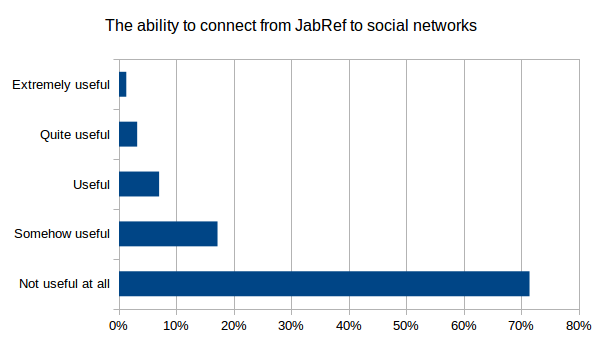 The ability to connect from JabRef to social networks
Extremely useful
Quite useful
Useful
Somehow useful
Not useful at all
0% 10% 20% 30% 40% 50% 60% 70% 80%